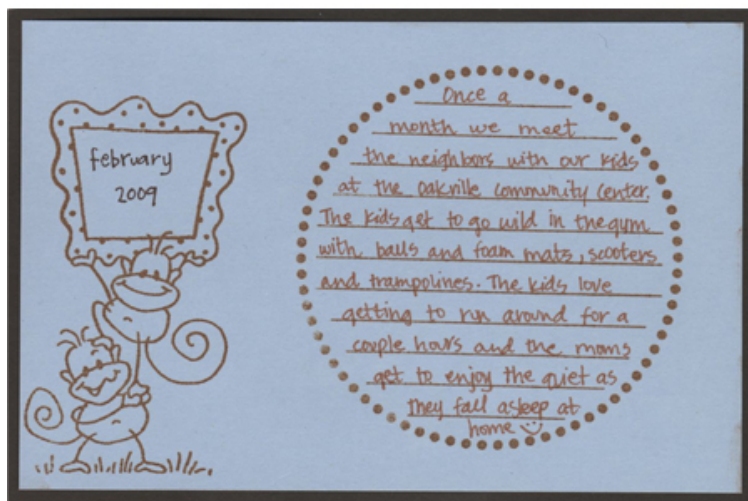 february
2009
Once a
month we meet
the neighbors with our kids
at the oakville community center.
The kids get to go wild in the gym
with balls and foam mats, scooters
and trampolines. The kids love
getting to run around for a
couple hours and the moms
get to enjoy the quiet as
they fall asleep at
home